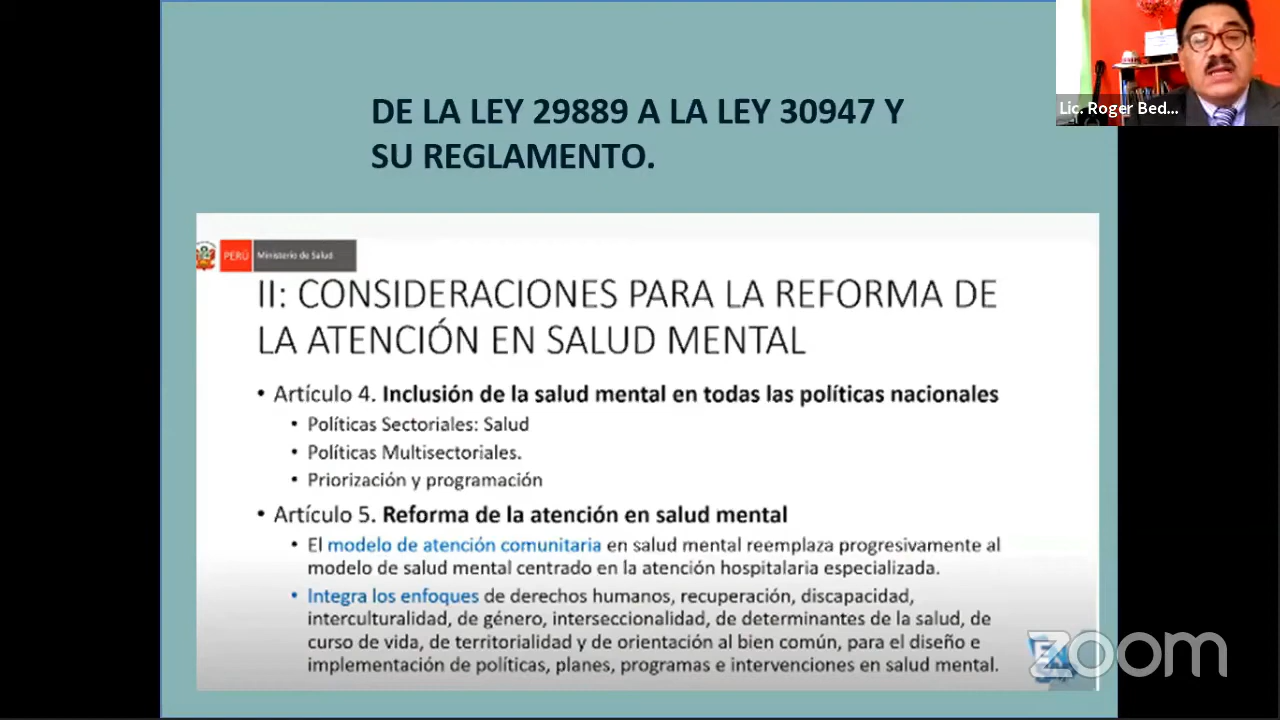 DE LA LEY 29889 A LA LEY 30947 Y
SU REGLAMENTO.
Lic. Roger Bed...
PERÚ Ministerio de Salud
II: CONSIDERACIONES PARA LA REFORMA DE
LA ATENCIÓN EN SALUD MENTAL
• Artículo 4. Inclusión de la salud mental en todas las políticas nacionales
• Políticas Sectoriales: Salud
• Políticas Multisectoriales.
• Priorización y programación
• Artículo 5. Reforma de la atención en salud mental
• El modelo de atención comunitaria en salud mental reemplaza progresivamente al
modelo de salud mental centrado en la atención hospitalaria especializada.
• Integra los enfoques de derechos humanos, recuperación, discapacidad,
interculturalidad, de género, interseccionalidad, de determinantes de la salud, de
curso de vida, de territorialidad y de orientación al bien común, para el diseño e
implementación de políticas, planes, programas e intervenciones en salud mental.
zoom